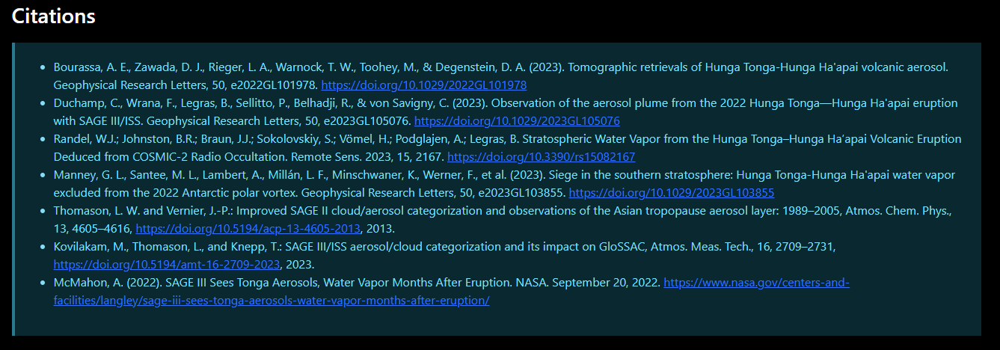 Citations
• Bourassa, A. E., Zawada, D. J., Rieger, L. A., Warnock, T. W., Toohey, M., & Degenstein, D. A. (2023). Tomographic retrievals of Hunga Tonga-Hunga Ha'apai volcanic aerosol.
Geophysical Research Letters, 50, e2022GL101978. https://doi.org/10.1029/2022GL101978
• Duchamp, C., Wrana, F., Legras, B., Sellitto, P., Belhadji, R., & von Savigny, C. (2023). Observation of the aerosol plume from the 2022 Hunga Tonga—Hunga Ha'apai eruption
with SAGE III/ISS. Geophysical Research Letters, 50, e2023GL105076. https://doi.org/10.1029/2023GL105076
• Randel, W.J.; Johnston, B.R.; Braun, J.J.; Sokolovskiy, S.; Vömel, H.; Podglajen, A.; Legras, B. Stratospheric Water Vapor from the Hunga Tonga–Hunga Ha′apai Volcanic Eruption
Deduced from COSMIC-2 Radio Occultation. Remote Sens. 2023, 15, 2167. https://doi.org/10.3390/rs15082167
• Manney, G. L., Santee, M. L., Lambert, A., Millán, L. F., Minschwaner, K., Werner, F., et al. (2023). Siege in the southern stratosphere: Hunga Tonga-Hunga Ha'apai water vapor
excluded from the 2022 Antarctic polar vortex. Geophysical Research Letters, 50, e2023GL103855. https://doi.org/10.1029/2023GL103855
• Thomason, L. W. and Vernier, J.-P.: Improved SAGE II cloud/aerosol categorization and observations of the Asian tropopause aerosol layer: 1989–2005, Atmos. Chem. Phys.,
13, 4605–4616, https://doi.org/10.5194/acp-13-4605-2013, 2013.
• Kovilakam, M., Thomason, L., and Knepp, T.: SAGE III/ISS aerosol/cloud categorization and its impact on GloSSAC, Atmos. Meas. Tech., 16, 2709–2731,
https://doi.org/10.5194/amt-16-2709-2023, 2023.
• McMahon, A. (2022). SAGE III Sees Tonga Aerosols, Water Vapor Months After Eruption. NASA. September 20, 2022. https://www.nasa.gov/centers-and-
facilities/langley/sage-iii-sees-tonga-aerosols-water-vapor-months-after-eruption/